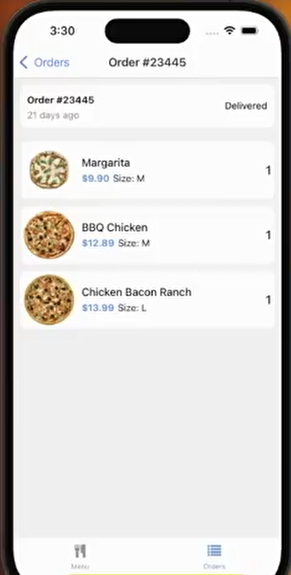 3:30
Orders
Order #23445
Order #23445
Delivered
21 days ago
Margarita
$9.90 Size: M
1
BBQ Chicken
$12.89 Size: M
1
Chicken Bacon Ranch
$13.99 Size: L
1
Menu
Orders